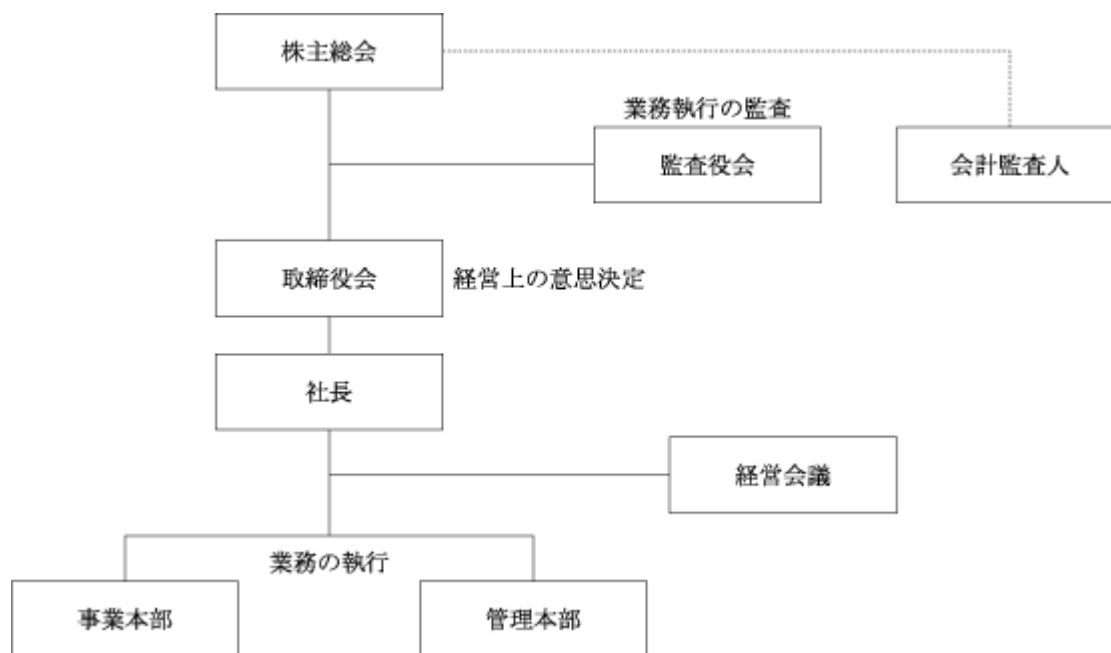 株主総会
業務執行の監査
監査役会
会計監査人
取締役会
経営上の意思決定
社長
経営会議
業務の執行
事業本部
管理本部